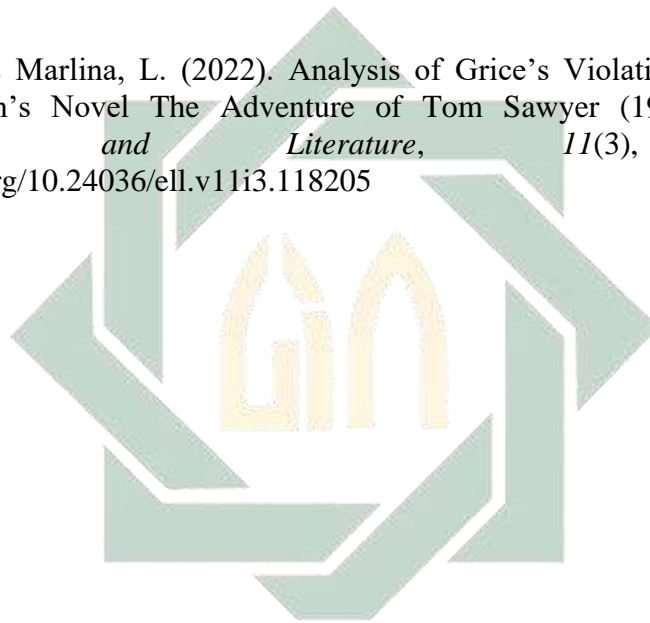 Marlina, L. (2022). Analysis of Grice’s Violati
n’s Novel The Adventure of Tom Sawyer (19
and Literature, 11(3),
rg/10.24036/ell.v11i3.118205